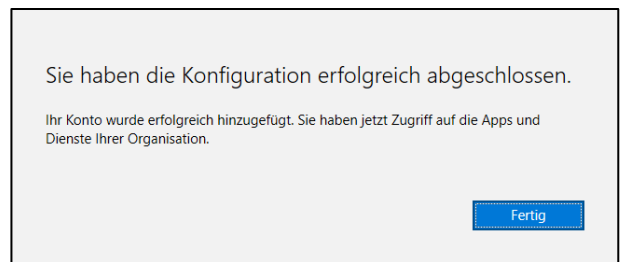 Sie haben die Konfiguration erfolgreich abgeschlossen.
Ihr Konto wurde erfolgreich hinzugefügt. Sie haben jetzt Zugriff auf die Apps und
Dienste Ihrer Organisation.
Fertig